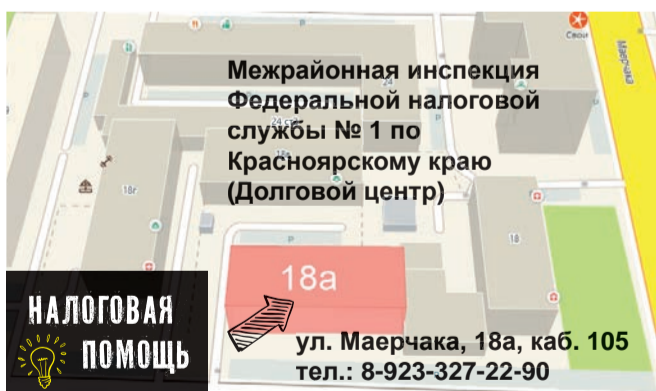 Свои
Маерчака
Межрайонная инспекция
Федеральной налоговой
службы № 1 по
Красноярскому краю
(Долговой центр)
18г
18
18а
P
P
НАЛОГОВАЯ
ПОМОЩЬ
ул. Маерчака, 18а, каб. 105
тел.: 8-923-327-22-90